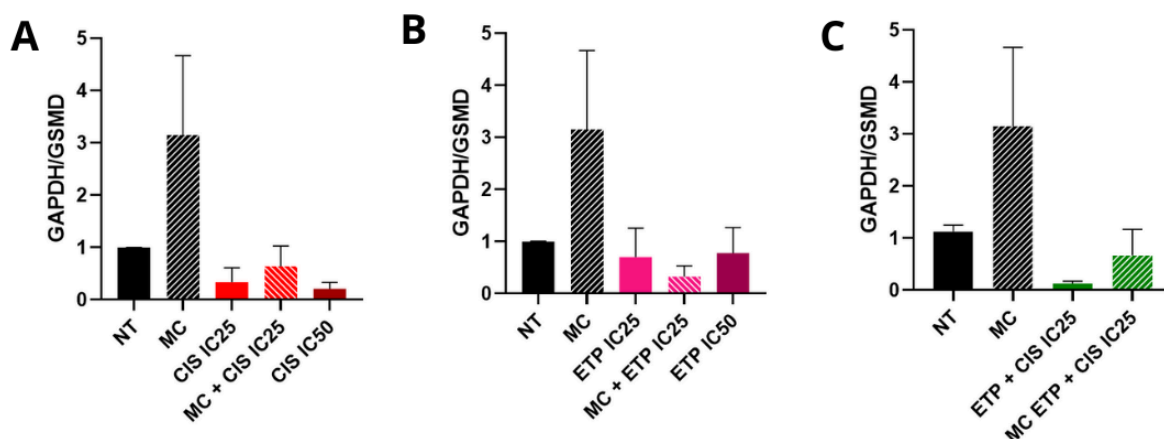 A
GAPDH/GSMD
5
4
3
2
1
0
NT
MC
CIS IC25
MC + CIS IC25
CIS IC50
B
GAPDH/GSMD
5
4
3
2
1
0
NT
MC
ETP IC25
MC + ETP IC25
ETP IC50
C
GAPDH/GSMD
5
4
3
2
1
0
NT
MC
ETP + CIS IC25
MC ETP + CIS IC25